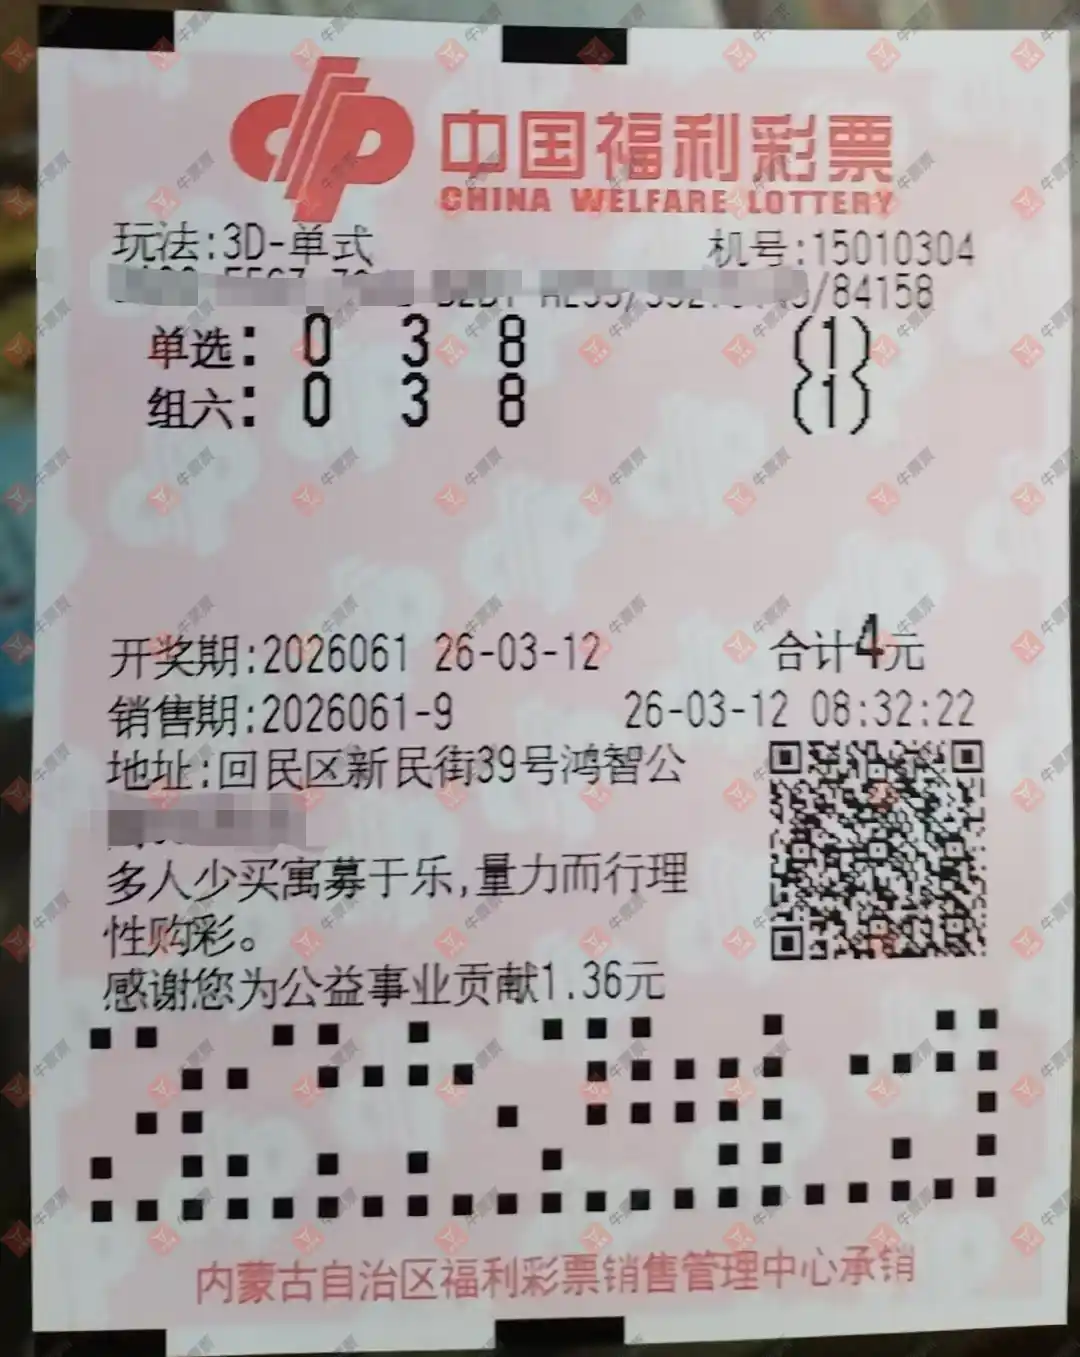 中国福利彩票
CHINA WELFARE LOTTERY
玩法:3D-单式 机号:15010304
/84158
单选: 0 3 8 (1)
组六: 0 3 8 (1)
开奖期:2026061 26-03-12 合计4元
销售期:2026061-9 26-03-12 08:32:22
地址:回民区新民街39号鸿智公
多人少买寓募于乐,量力而行理
性购彩。
感谢您为公益事业贡献1.36元
内蒙古自治区福利彩票销售管理中心承销
牛票票